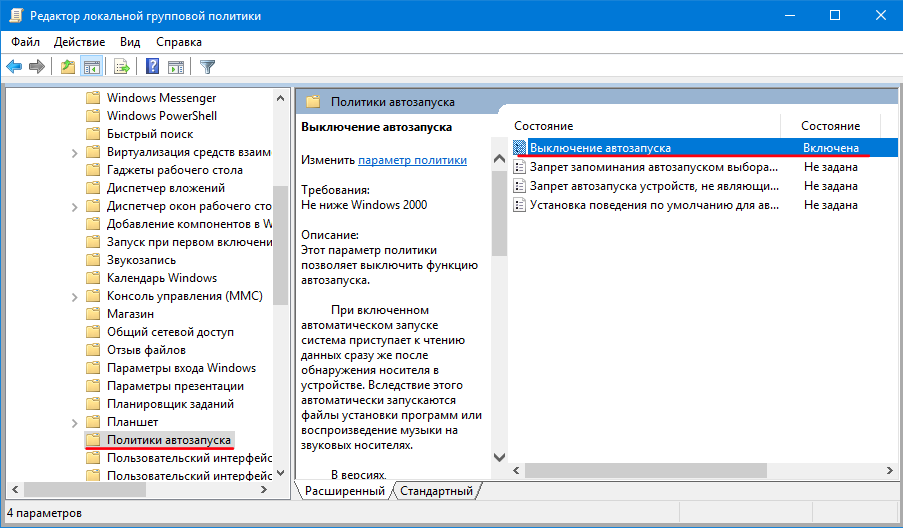 Редактор локальной групповой политики
Файл Действие Вид Справка
Windows Messenger
Windows PowerShell
Быстрый поиск
Виртуализация средств взаим
Гаджеты рабочего стола
Диспетчер вложений
Диспетчер окон рабочего сто
Добавление компонентов в W
Запуск при первом включени
Звукозапись
Календарь Windows
Консоль управления (MMC)
Магазин
Общий сетевой доступ
Отзыв файлов
Параметры входа Windows
Параметры презентации
Планировщик заданий
Планшет
Политики автозапуска
Пользовательский интерфейс
Пользовательский интерфейс
Политики автозапуска
Выключение автозапуска
Изменить параметр политики
Требования:
Не ниже Windows 2000
Описание:
Этот параметр политики
позволяет выключить функцию
автозапуска.
При включенном
автоматическом запуске
система приступает к чтению
данных сразу же после
обнаружения носителя в
устройстве. Вследствие этого
автоматически запускаются
файлы установки программ или
воспроизведение музыки на
звуковых носителях.
В версиях,
Состояние Состояние
Выключение автозапуска Включена
Запрет запоминания автозапуском выбора... Не задана
Запрет автозапуска устройств, не являющи... Не задана
Установка поведения по умолчанию для ав... Не задана
Расширенный Стандартный
4 параметров